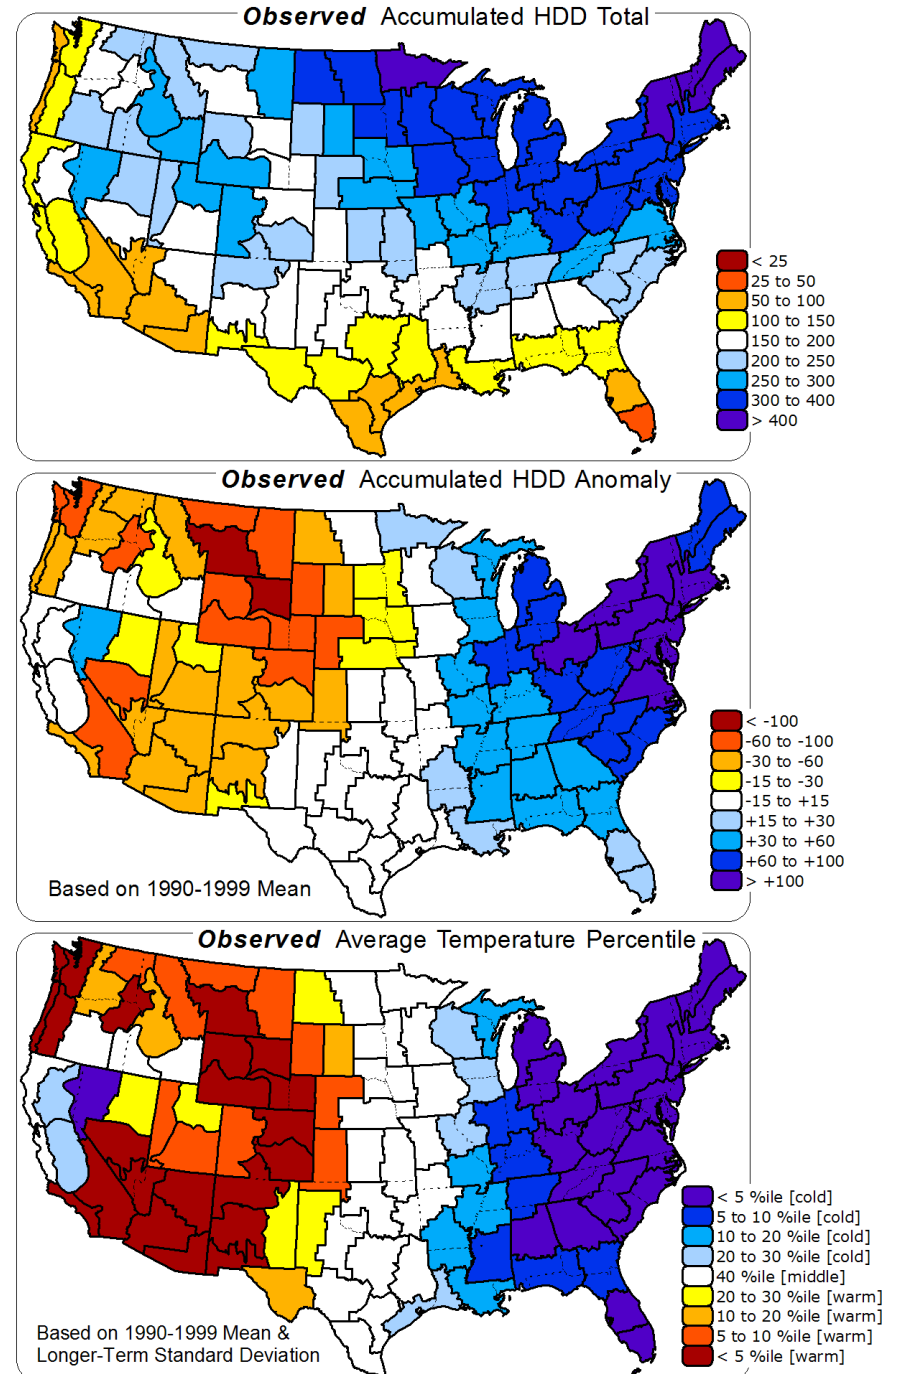 Observed Accumulated HDD Total
< 25
25 to 50
50 to 100
100 to 150
150 to 200
200 to 250
250 to 300
300 to 400
> 400
Observed Accumulated HDD Anomaly
< -100
-60 to -100
-30 to -60
-15 to -30
-15 to +15
+15 to +30
+30 to +60
+60 to +100
> +100
Based on 1990-1999 Mean
Observed Average Temperature Percentile
< 5 %ile [cold]
5 to 10 %ile [cold]
10 to 20 %ile [cold]
20 to 30 %ile [cold]
40 %ile [middle]
20 to 30 %ile [warm]
10 to 20 %ile [warm]
5 to 10 %ile [warm]
< 5 %ile [warm]
Based on 1990-1999 Mean &
Longer-Term Standard Deviation